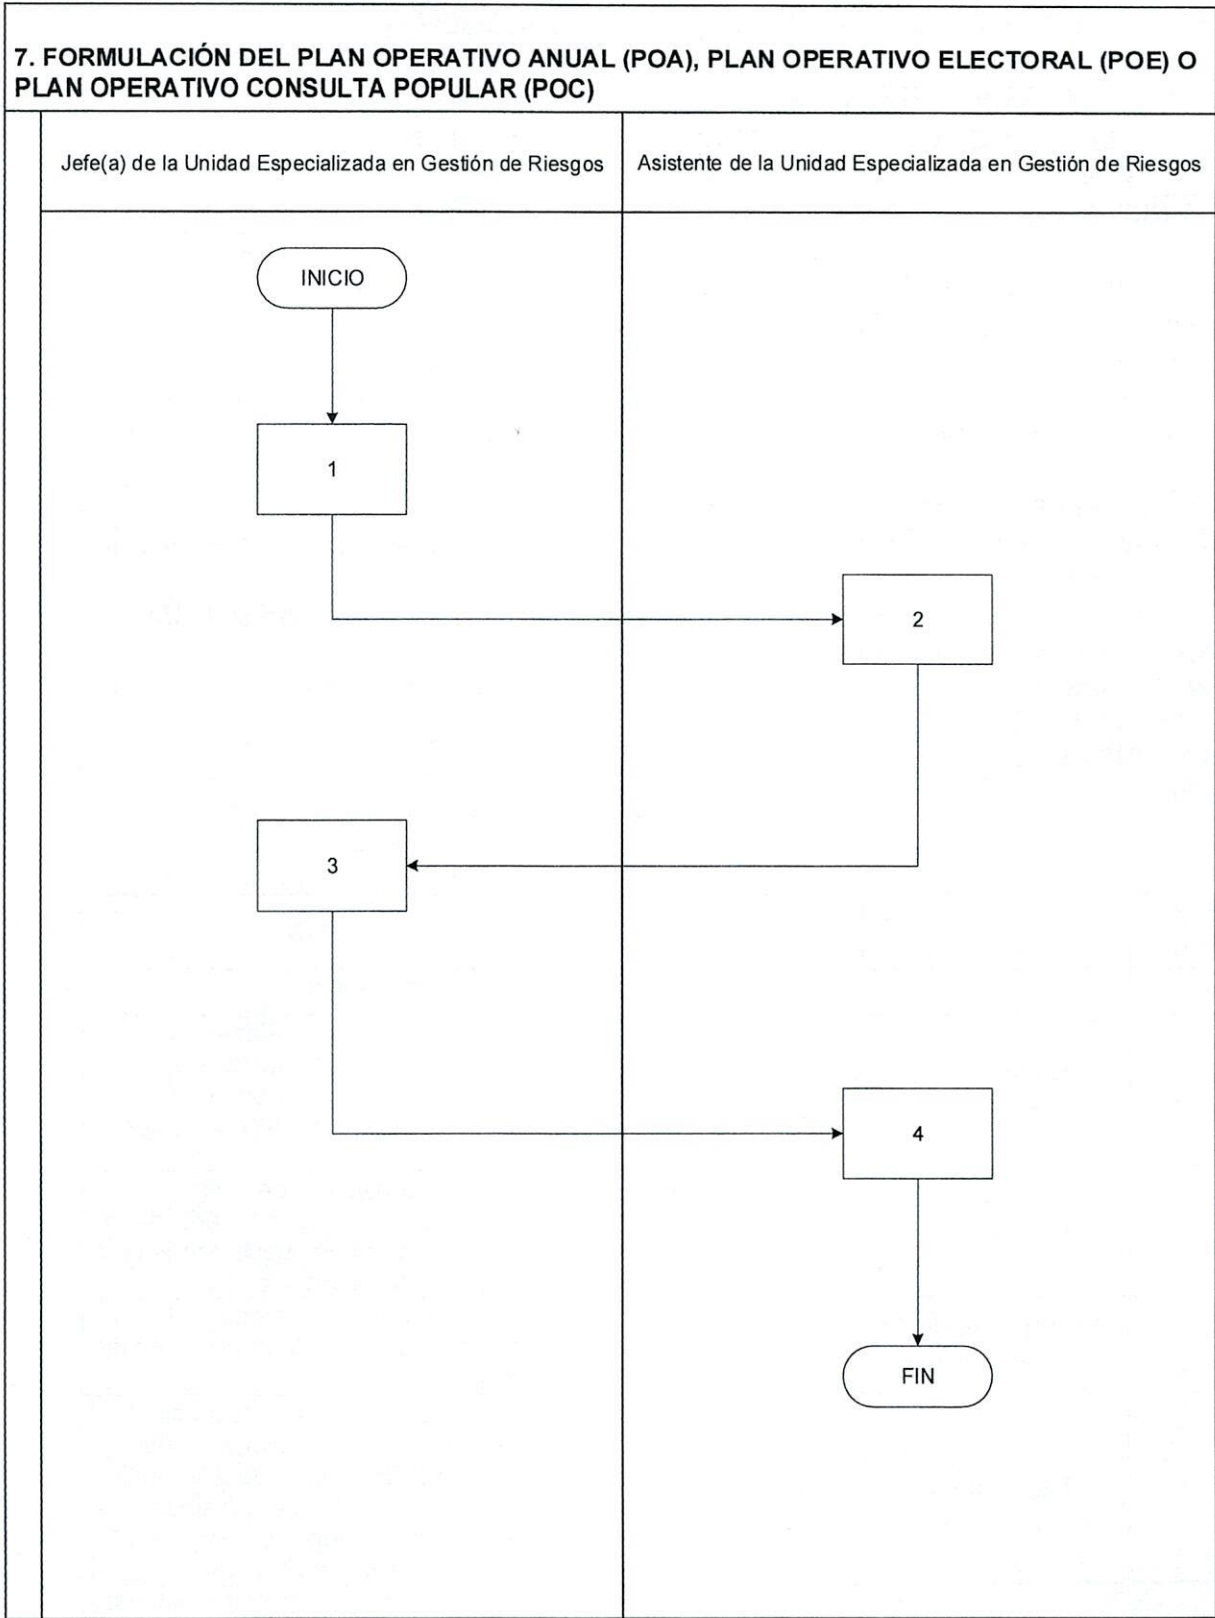 7. FORMULACIÓN DEL PLAN OPERATIVO ANUAL (POA), PLAN OPERATIVO ELECTORAL (POE) O
PLAN OPERATIVO CONSULTA POPULAR (POC)
Jefe(a) de la Unidad Especializada en Gestión de Riesgos
Asistente de la Unidad Especializada en Gestión de Riesgos
INICIO
1
2
3
4
FIN